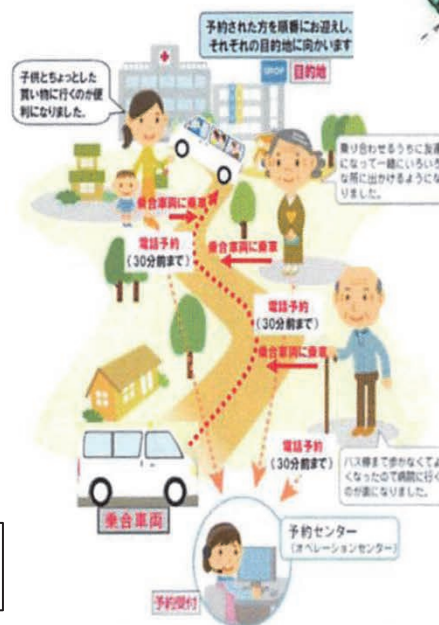 予約された方を順番にお迎えし、
それぞれの目的地に向かいます
目的地
子供とちょっとした
買い物に行くのが便
利になりました。
乗り合わせるうちに友達
になって一緒にいろいろ
な所に出かけるようにな
りました。
乗合車両に乗車
電話予約
(30分前まで)
乗合車両に乗車
電話予約
(30分前まで)
乗合車両に乗車
電話予約
(30分前まで)
バス停まで歩かなくてよ
くなったので病院に行く
のが楽になりました。
乗合車両
予約センター
(オペレーションセンター)
予約受付